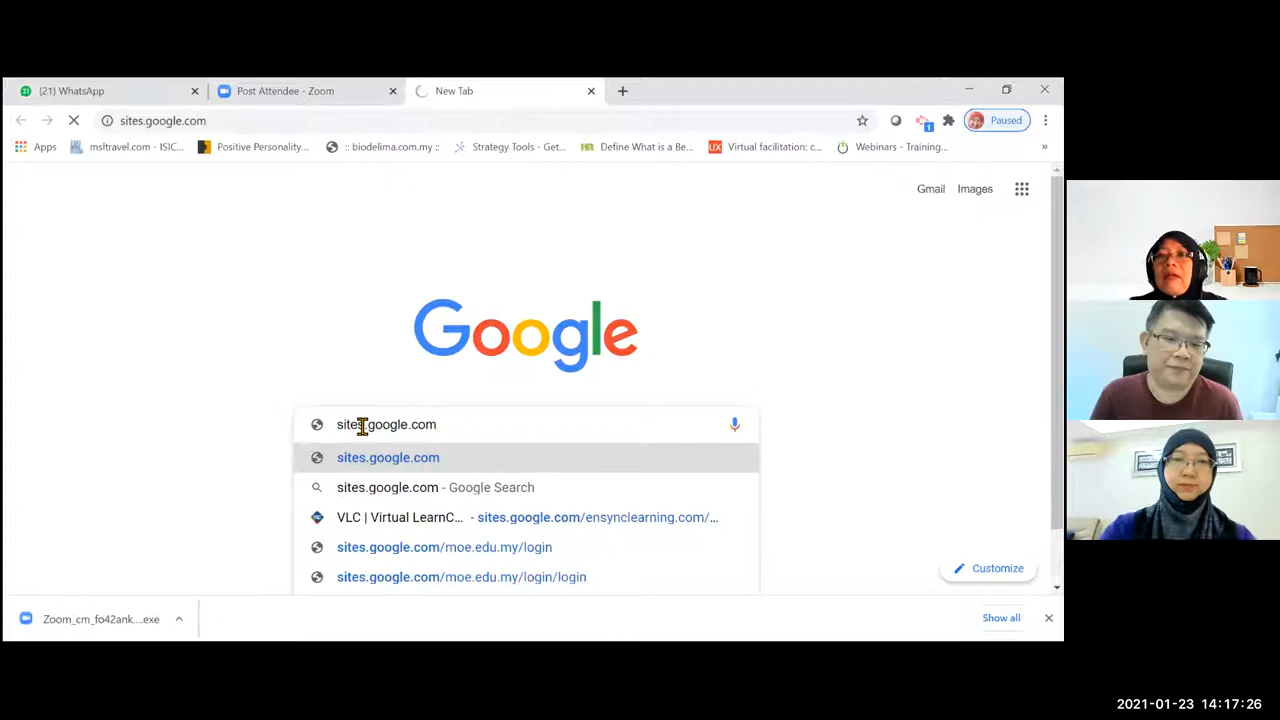 (21) WhatsApp
Post Attendee - Zoom
New Tab
sites.google.com
1
Paused
Apps
msltravel.com - ISIC...
Positive Personality...
:: biodelima.com.my ::
Strategy Tools - Get...
HR
Define What is a Be...
UX
Virtual facilitation: c...
Webinars - Training...
»
Gmail
Images
Google
sites.google.com
sites.google.com
sites.google.com - Google Search
VLC | Virtual LearnC... - sites.google.com/ensynclearning.com/...
sites.google.com/moe.edu.my/login
sites.google.com/moe.edu.my/login/login
Customize
Zoom_cm_fo42ank....exe
Show all
2021-01-23 14:17:26